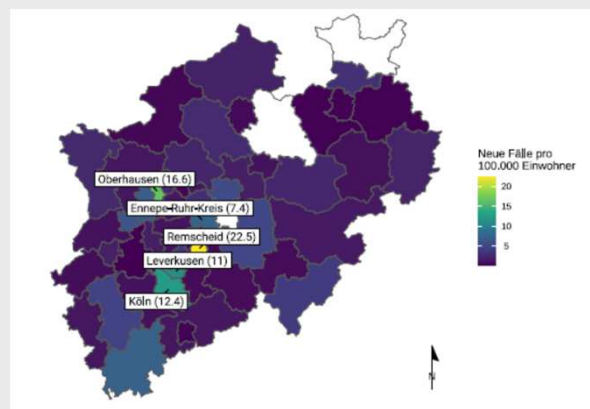 Neue Fälle pro
100.000 Einwohner
20
15
10
5
Oberhausen (16.6)
Ennepe-Ruhr-Kreis (7.4)
Remscheid (22.5)
Leverkusen (11)
Köln (12.4)
N